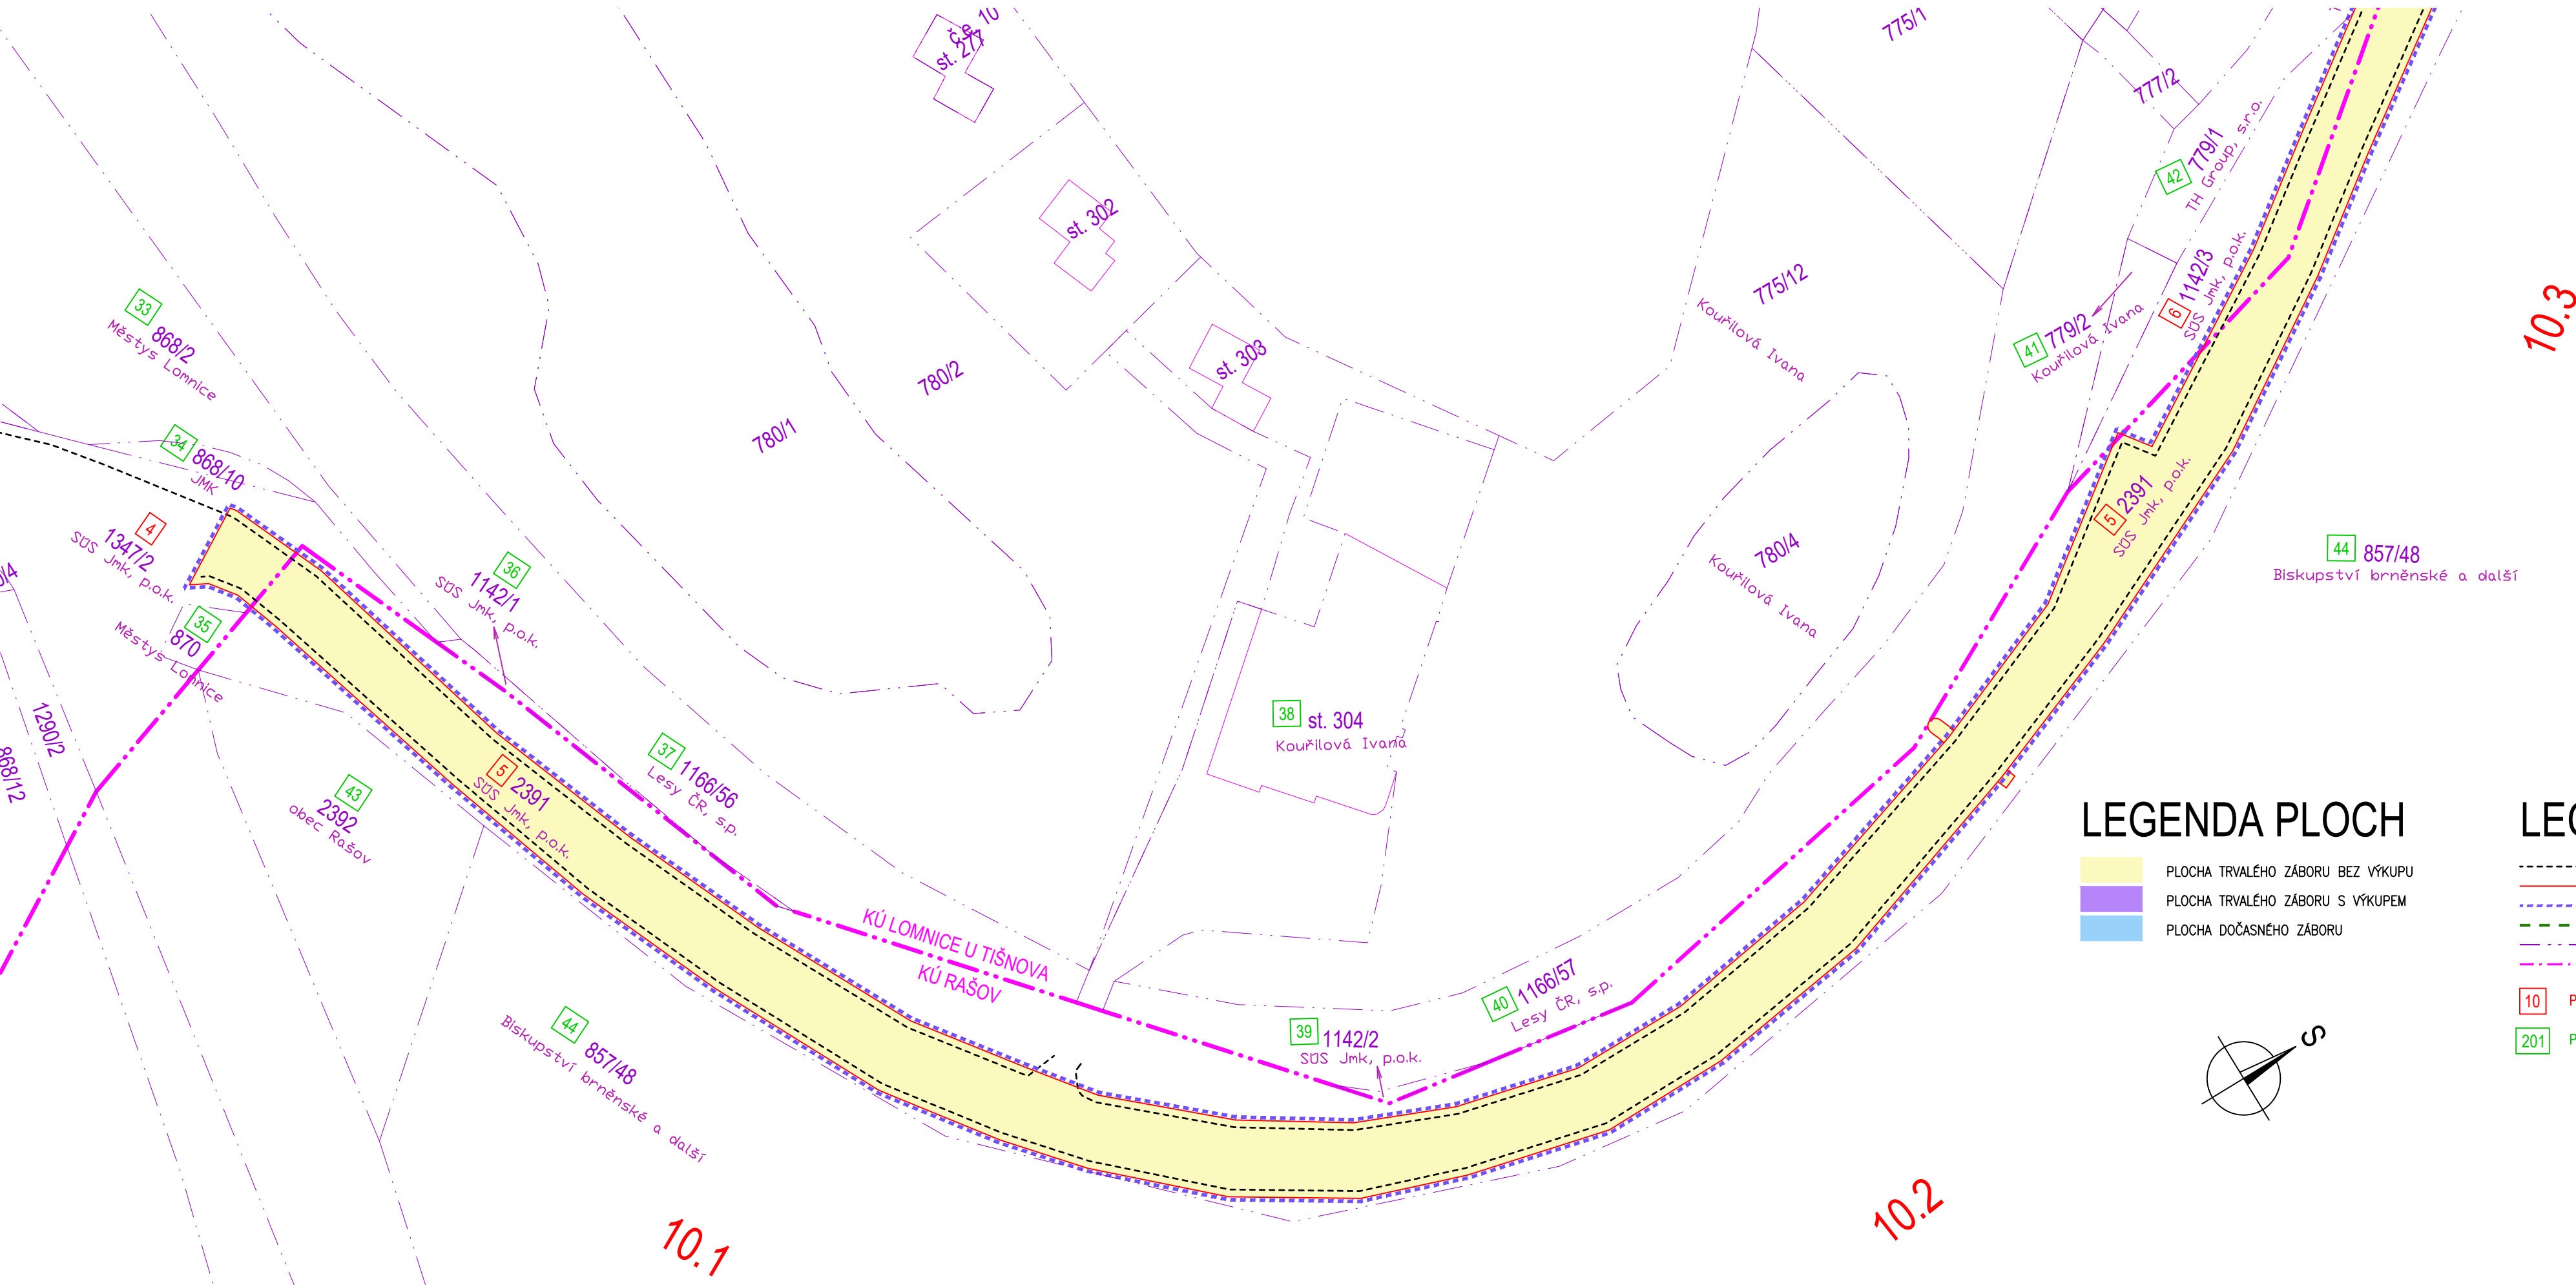 č.e. 10
st. 277
775/1
777/2
42 779/1
TH Group, s.r.o.
st. 302
775/12
Kouřilová Ivana
6 1142/3
SÚS Jmk, p.o.k.
41 779/2
Kouřilová Ivana
10.3
33
868/2
Městys Lomnice
st. 303
780/2
780/1
34 868/10
JMK
4
1347/2
SÚS Jmk, p.o.k.
36
1142/1
SÚS Jmk, p.o.k.
780/4
Kouřilová Ivana
5 2391
SÚS Jmk, p.o.k.
44 857/48
Biskupství brněnské a další
35
870
Městys Lomnice
1290/2
868/12
38 st. 304
Kouřilová Ivana
37 1166/56
Lesy ČR, s.p.
5 2391
SÚS Jmk, p.o.k.
43
2392
obec Rašov
KÚ LOMNICE U TIŠNOVA
KÚ RAŠOV
40 1166/57
Lesy ČR, s.p.
39 1142/2
SÚS Jmk, p.o.k.
44 857/48
Biskupství brněnské a další
10.1
10.2
LEGENDA PLOCH
PLOCHA TRVALÉHO ZÁBORU BEZ VÝKUPU
PLOCHA TRVALÉHO ZÁBORU S VÝKUPEM
PLOCHA DOČASNÉHO ZÁBORU
LEG
10 P
201 P
S